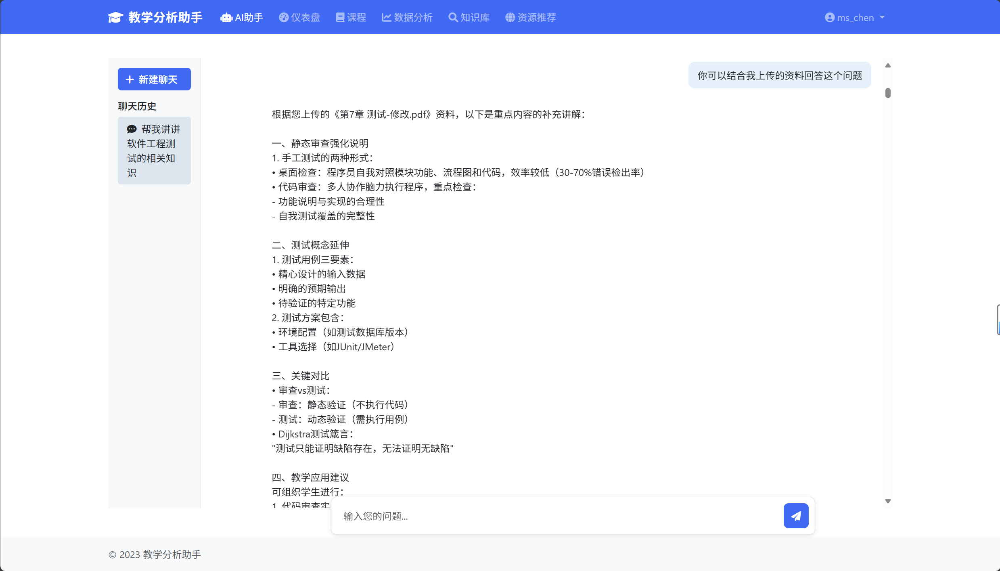 教学分析助手 AI助手 仪表盘 课程 数据分析 知识库 资源推荐 ms_chen
新建聊天
聊天历史
帮我讲讲
软件工程测
试的相关知
识
你可以结合我上传的资料回答这个问题
根据您上传的《第7章 测试-修改.pdf》资料，以下是重点内容的补充讲解：
一、静态审查强化说明
1. 手工测试的两种形式：
• 桌面检查：程序员自我对照模块功能、流程图和代码，效率较低（30-70%错误检出率）
• 代码审查：多人协作脑力执行程序，重点检查：
- 功能说明与实现的合理性
- 自我测试覆盖的完整性
二、测试概念延伸
1. 测试用例三要素：
• 精心设计的输入数据
• 明确的预期输出
• 待验证的特定功能
2. 测试方案包含：
• 环境配置（如测试数据库版本）
• 工具选择（如JUnit/JMeter）
三、关键对比
• 审查vs测试：
- 审查：静态验证（不执行代码）
- 测试：动态验证（需执行用例）
• Dijkstra测试箴言：
"测试只能证明缺陷存在，无法证明无缺陷"
四、教学应用建议
可组织学生进行：
1. 代码审查实
输入您的问题...
© 2023 教学分析助手